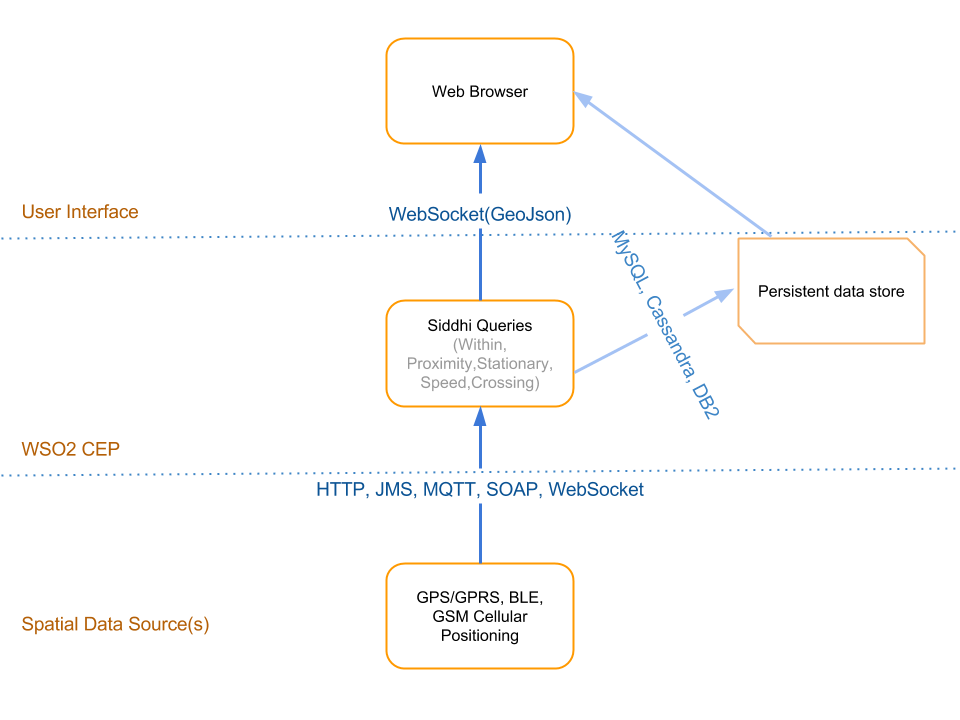 Web Browser
User Interface
WebSocket(GeoJson)
MySQL, Cassandra, DB2
Persistent data store
Siddhi Queries
(Within,
Proximity,Stationary,
Speed,Crossing)
WSO2 CEP
HTTP, JMS, MQTT, SOAP, WebSocket
GPS/GPRS, BLE,
GSM Cellular
Positioning
Spatial Data Source(s)